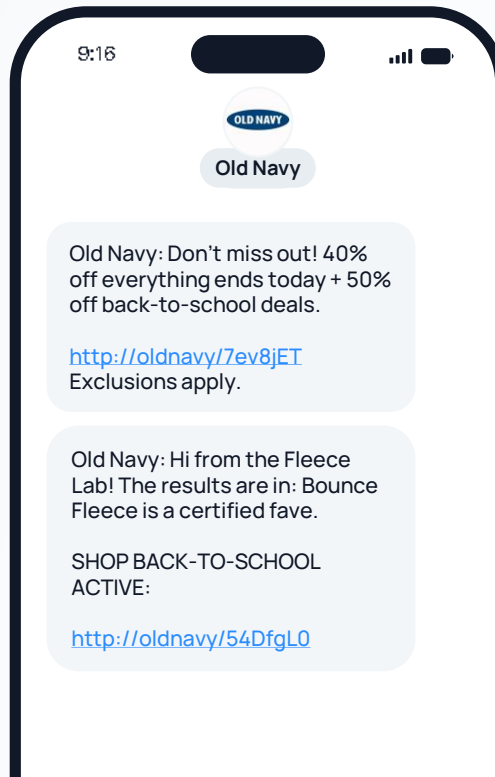 9:16
OLD NAVY
Old Navy
Old Navy: Don't miss out! 40%
off everything ends today + 50%
off back-to-school deals.
http://oldnavy/7ev8jET
Exclusions apply.
Old Navy: Hi from the Fleece
Lab! The results are in: Bounce
Fleece is a certified fave.
SHOP BACK-TO-SCHOOL
ACTIVE:
http://oldnavy/54DfgL0